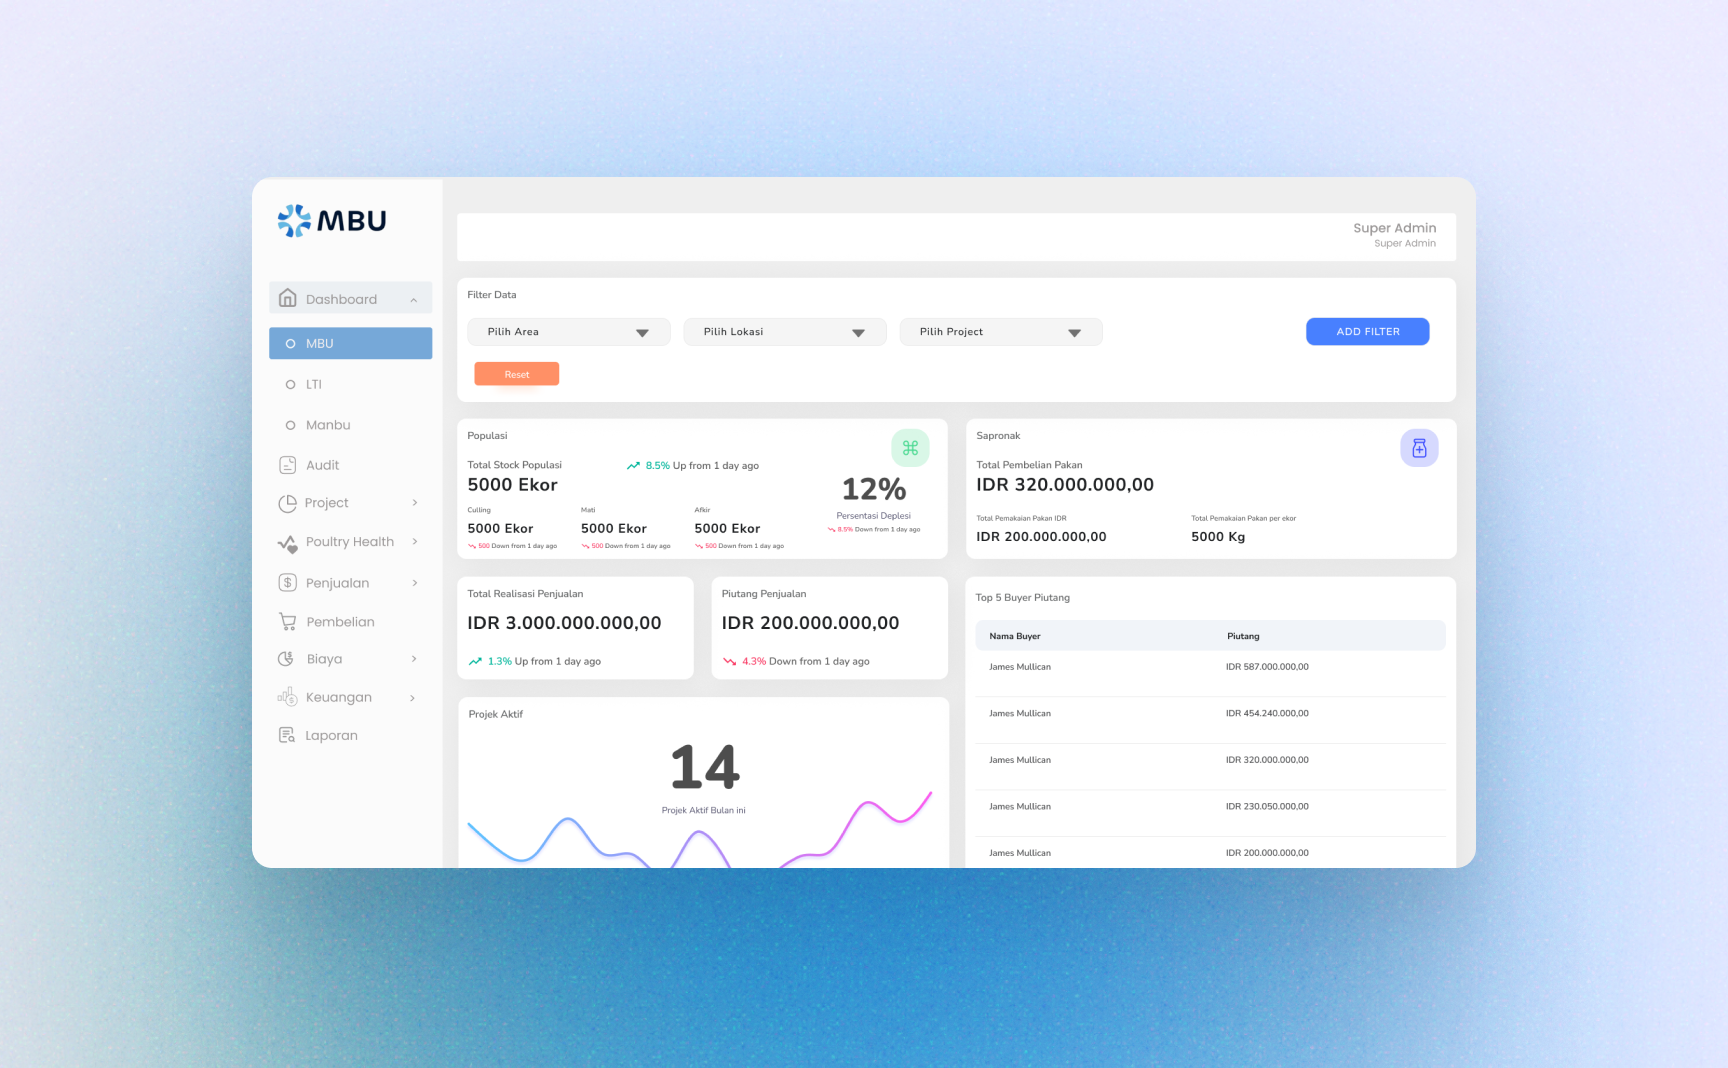 MBU
Dashboard
MBU
LTI
Manbu
Audit
Project
Poultry Health
Penjualan
Pembelian
Biaya
Keuangan
Laporan
Super Admin
Super Admin
Filter Data
Pilih Area
Pilih Lokasi
Pilih Project
ADD FILTER
Reset
Populasi
Total Stock Populasi
5000 Ekor
8.5% Up from 1 day ago
Culling
5000 Ekor
500 Down from 1 day ago
Mati
5000 Ekor
500 Down from 1 day ago
Afkir
5000 Ekor
500 Down from 1 day ago
12%
Persentasi Deplesi
8.5% Down from 1 day ago
Sapronak
Total Pembelian Pakan
IDR 320.000.000,00
Total Pemakaian Pakan IDR
IDR 200.000.000,00
Total Pemakaian Pakan per ekor
5000 Kg
Total Realisasi Penjualan
IDR 3.000.000.000,00
1.3% Up from 1 day ago
Piutang Penjualan
IDR 200.000.000,00
4.3% Down from 1 day ago
Projek Aktif
14
Projek Aktif Bulan ini
Top 5 Buyer Piutang
Nama Buyer Piutang
James Mullican IDR 587.000.000,00
James Mullican IDR 454.240.000,00
James Mullican IDR 320.000.000,00
James Mullican IDR 230.050.000,00
James Mullican IDR 200.000.000,00